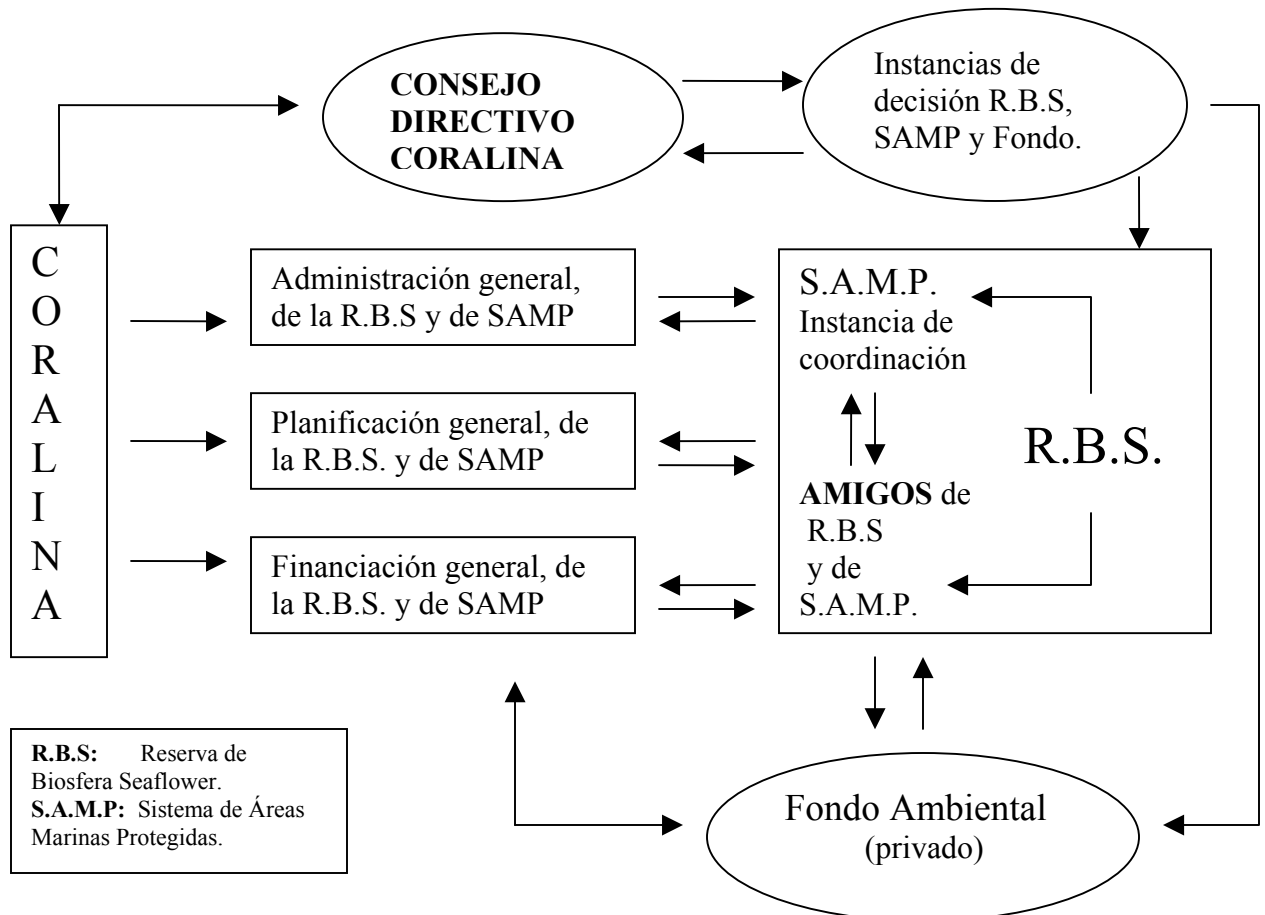 CONSEJO
DIRECTIVO
CORALINA
Instancias de
decisión R.B.S,
SAMP y Fondo.
C
O
R
A
L
I
N
A
Administración general,
de la R.B.S y de SAMP
Planificación general, de
la R.B.S. y de SAMP
Financiación general, de
la R.B.S. y de SAMP
S.A.M.P.
Instancia de
coordinación
R.B.S.
AMIGOS de
R.B.S
y de
S.A.M.P.
R.B.S: Reserva de
Biosfera Seaflower.
S.A.M.P: Sistema de Áreas
Marinas Protegidas.
Fondo Ambiental
(privado)